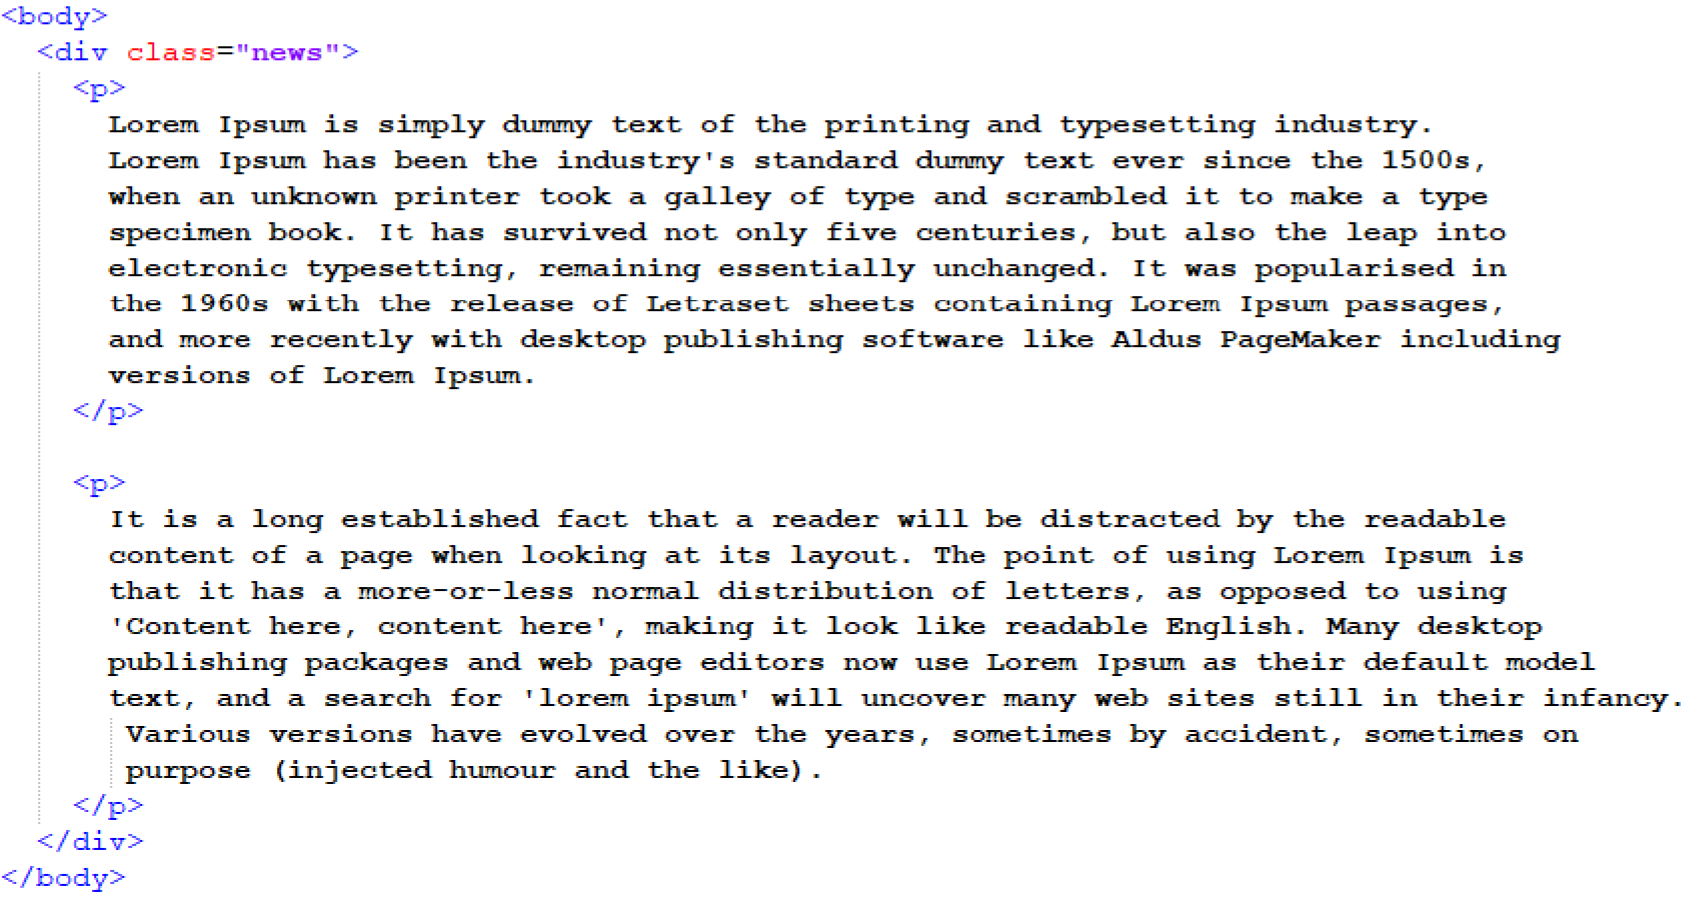 <body>
<div class="news">
<p>
Lorem Ipsum is simply dummy text of the printing and typesetting industry.
Lorem Ipsum has been the industry's standard dummy text ever since the 1500s,
when an unknown printer took a galley of type and scrambled it to make a type
specimen book. It has survived not only five centuries, but also the leap into
electronic typesetting, remaining essentially unchanged. It was popularised in
the 1960s with the release of Letraset sheets containing Lorem Ipsum passages,
and more recently with desktop publishing software like Aldus PageMaker including
versions of Lorem Ipsum.
</p>
<p>
It is a long established fact that a reader will be distracted by the readable
content of a page when looking at its layout. The point of using Lorem Ipsum is
that it has a more-or-less normal distribution of letters, as opposed to using
'Content here, content here', making it look like readable English. Many desktop
publishing packages and web page editors now use Lorem Ipsum as their default model
text, and a search for 'lorem ipsum' will uncover many web sites still in their infancy.
Various versions have evolved over the years, sometimes by accident, sometimes on
purpose (injected humour and the like).
</p>
</div>
</body>